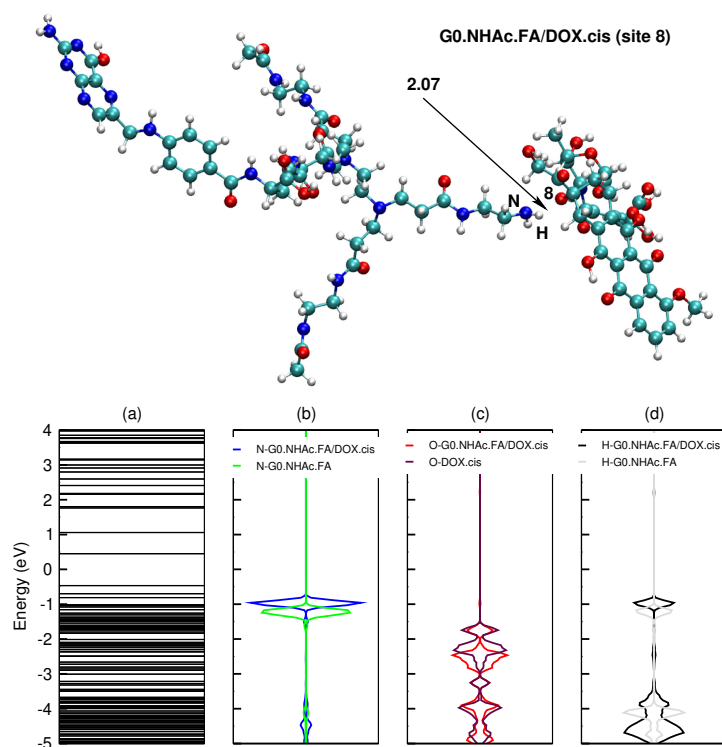 G0.NHAc.FA/DOX.cis (site 8)
2.07
8
N
H
(a)
(b)
(c)
(d)
Energy (eV)
4
3
2
1
0
-1
-2
-3
-4
-5
N-G0.NHAc.FA/DOX.cis
N-G0.NHAc.FA
O-G0.NHAc.FA/DOX.cis
O-DOX.cis
H-G0.NHAc.FA/DOX.cis
H-G0.NHAc.FA